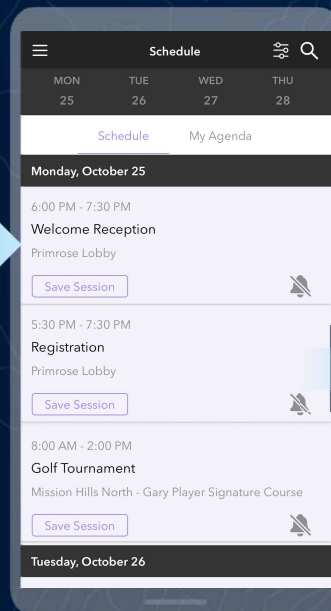 Schedule
MON TUE WED THU
25 26 27 28
Schedule My Agenda
Monday, October 25
6:00 PM - 7:30 PM
Welcome Reception
Primrose Lobby
Save Session
5:30 PM - 7:30 PM
Registration
Primrose Lobby
Save Session
8:00 AM - 2:00 PM
Golf Tournament
Mission Hills North - Gary Player Signature Course
Save Session
Tuesday, October 26